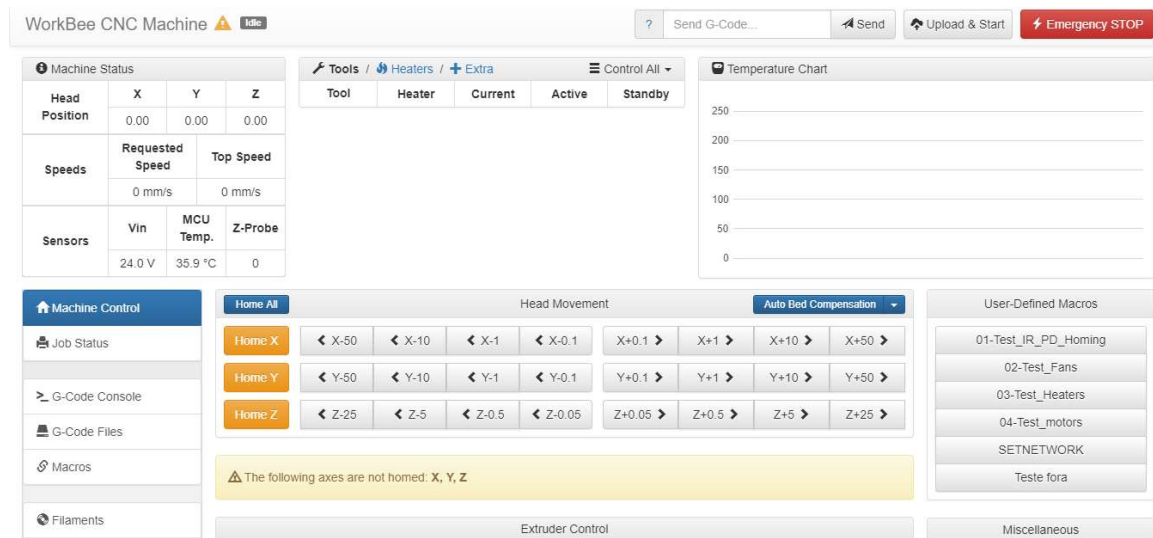 WorkBee CNC Machine Idle
? Send G-Code... Send Upload & Start Emergency STOP
Machine Status
Head Position X Y Z
0.00 0.00 0.00
Speeds Requested Speed Top Speed
0 mm/s 0 mm/s
Sensors Vin MCU Temp. Z-Probe
24.0 V 35.9 °C 0
Tools / Heaters / + Extra Control All
Tool Heater Current Active Standby
Temperature Chart
250
200
150
100
50
0
Machine Control
Job Status
G-Code Console
G-Code Files
Macros
Filaments
Home All Head Movement Auto Bed Compensation
Home X X-50 X-10 X-1 X-0.1 X+0.1 X+1 X+10 X+50
Home Y Y-50 Y-10 Y-1 Y-0.1 Y+0.1 Y+1 Y+10 Y+50
Home Z Z-25 Z-5 Z-0.5 Z-0.05 Z+0.05 Z+0.5 Z+5 Z+25
The following axes are not homed: X, Y, Z
Extruder Control
User-Defined Macros
01-Test_IR_PD_Homing
02-Test_Fans
03-Test_Heaters
04-Test_motors
SETNETWORK
Teste fora
Miscellaneous